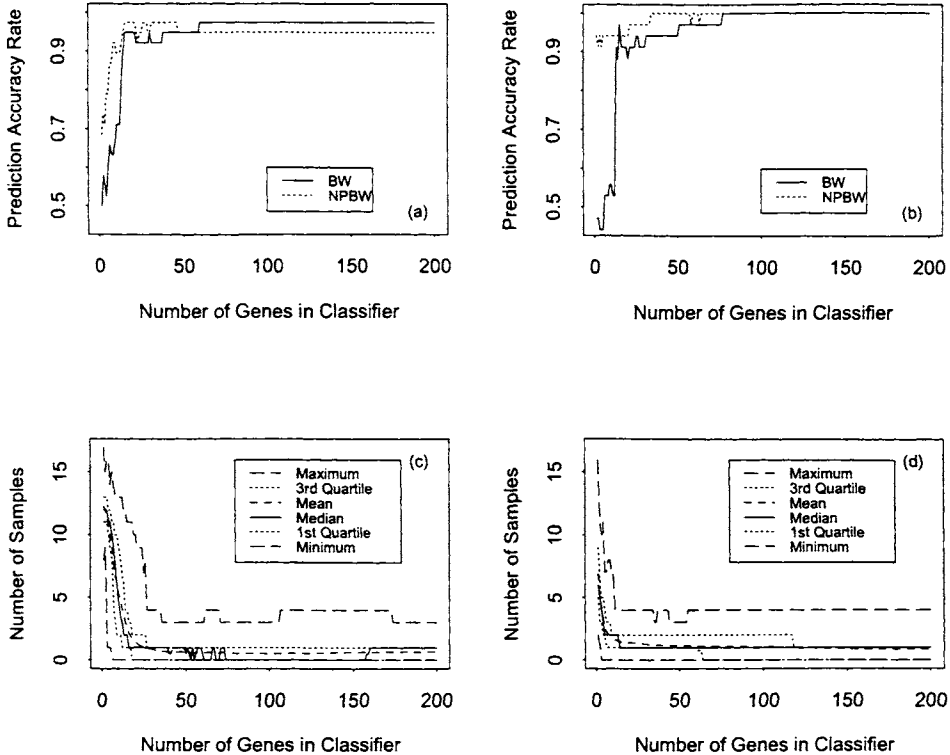 Prediction Accuracy Rate
0.9
0.7
0.5
BW
NPBW
(a)
0 50 100 150 200
Number of Genes in Classifier
Prediction Accuracy Rate
0.9
0.7
0.5
BW
NPBW
(b)
0 50 100 150 200
Number of Genes in Classifier
Number of Samples
15
10
5
0
(c)
Maximum
3rd Quartile
Mean
Median
1st Quartile
Minimum
0 50 100 150 200
Number of Genes in Classifier
Number of Samples
15
10
5
0
(d)
Maximum
3rd Quartile
Mean
Median
1st Quartile
Minimum
0 50 100 150 200
Number of Genes in Classifier